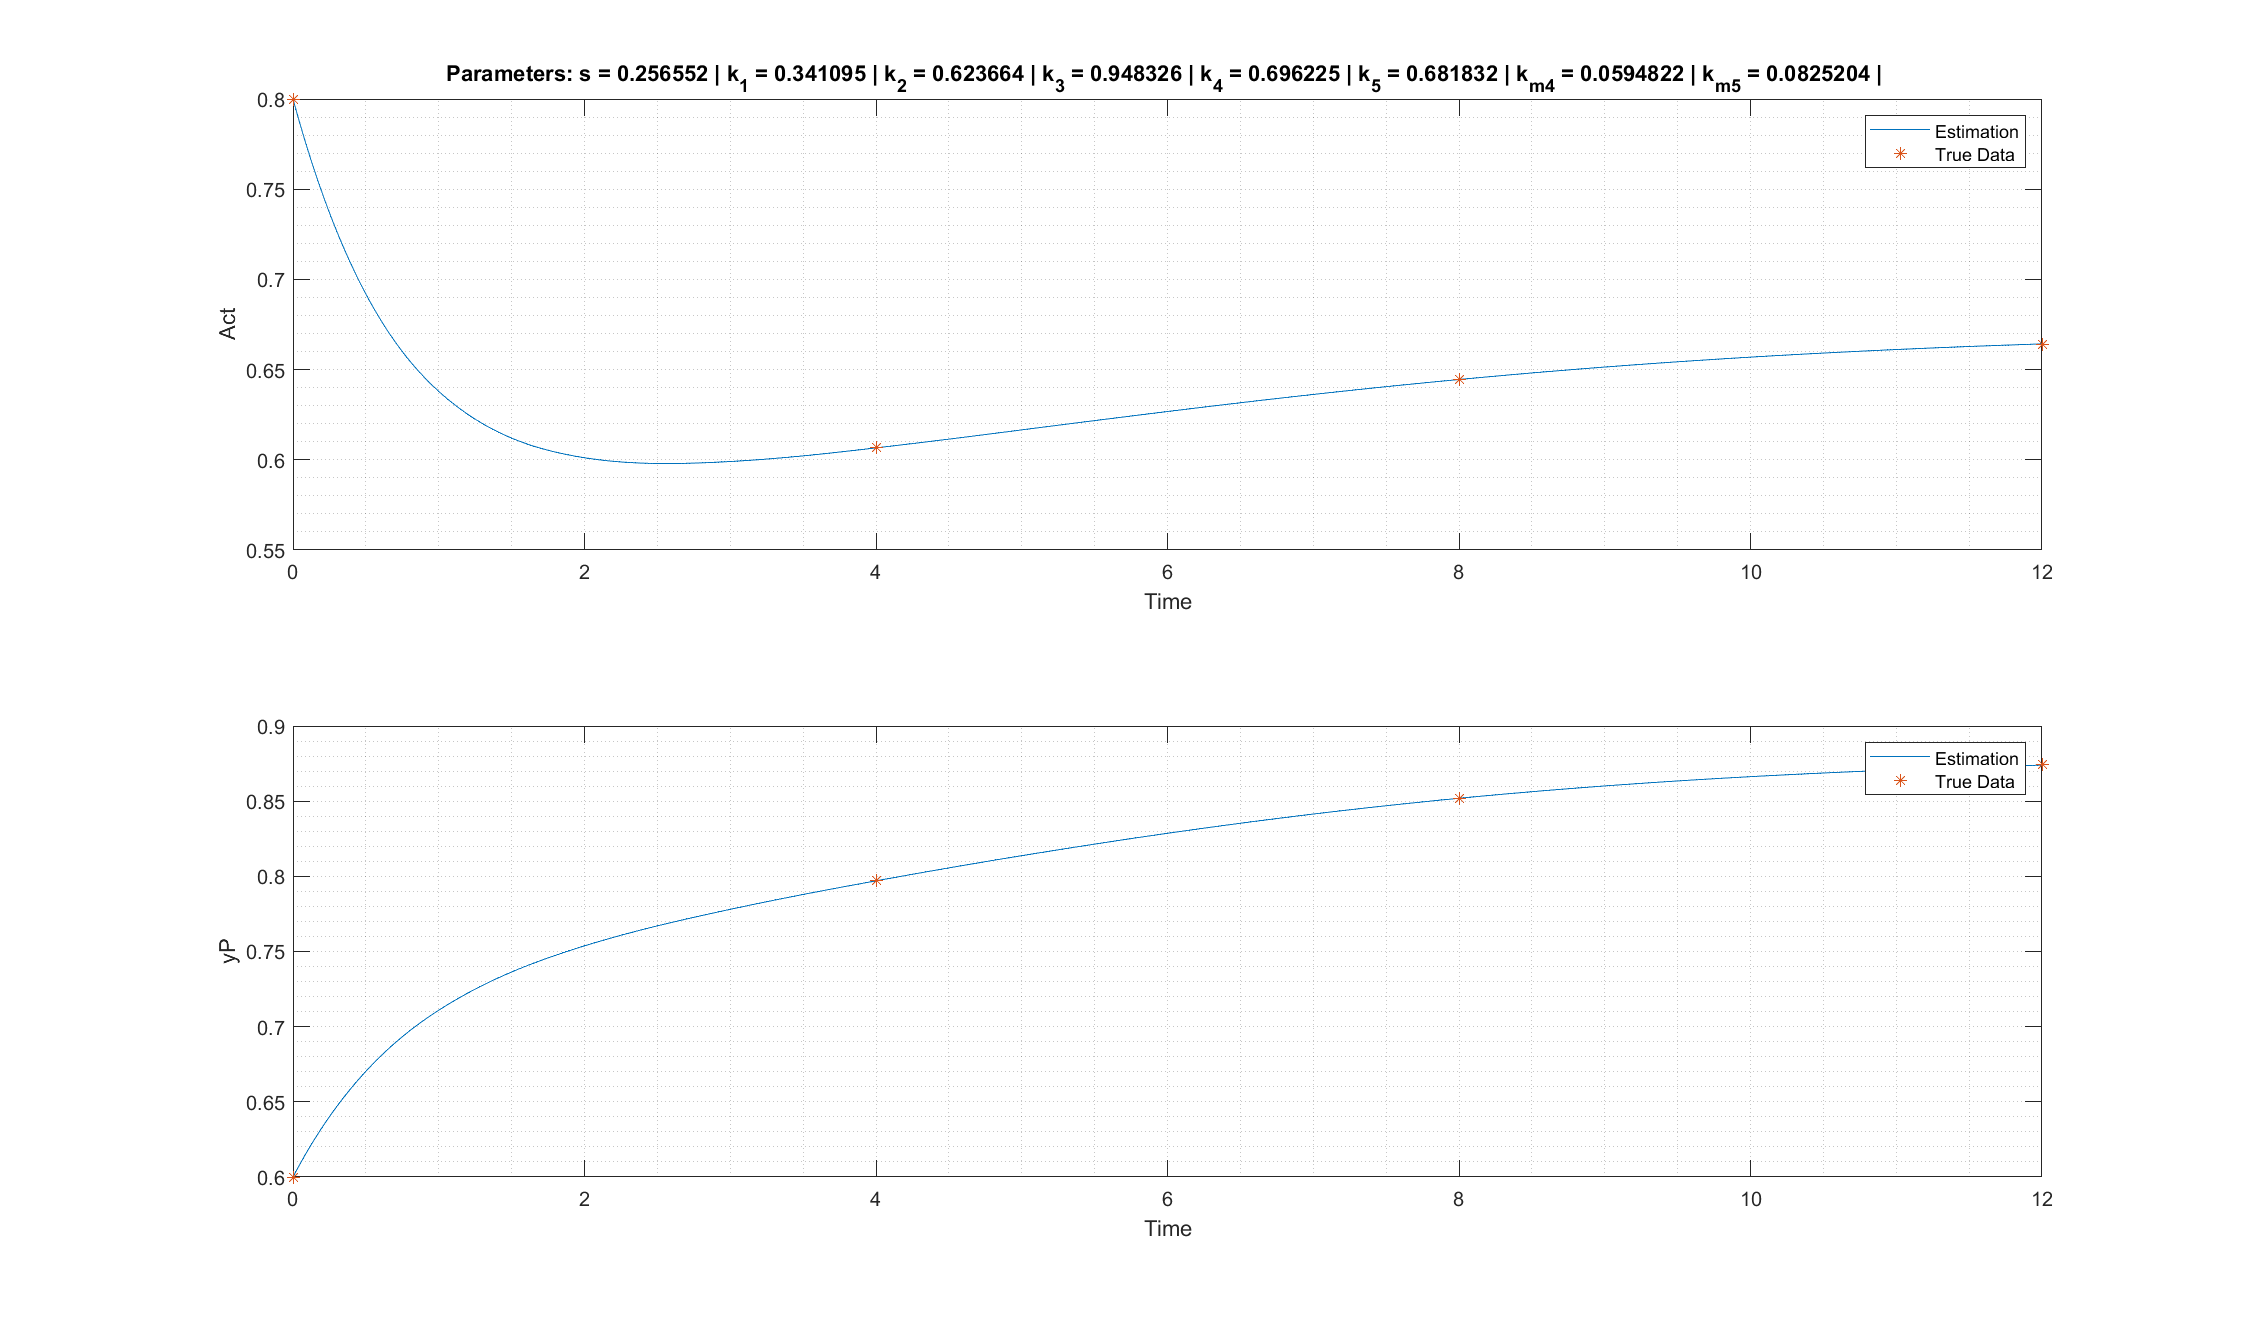 Parameters: s = 0.256552 | k1 = 0.341095 | k2 = 0.623664 | k3 = 0.948326 | k4 = 0.696225 | k5 = 0.681832 | km4 = 0.0594822 | km5 = 0.0825204 |
0.8
0.75
0.7
0.65
0.6
0.55
Act
Estimation
True Data
0 2 4 6 8 10 12
Time
0.9
0.85
0.8
0.75
0.7
0.65
0.6
yP
Estimation
True Data
0 2 4 6 8 10 12
Time